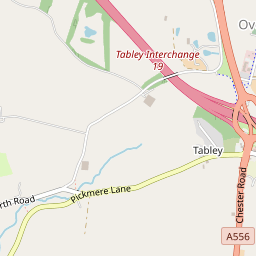 Ov
Tabley Interchange
19
Tabley
rth Road
Pickmere Lane
Chester Road
A556